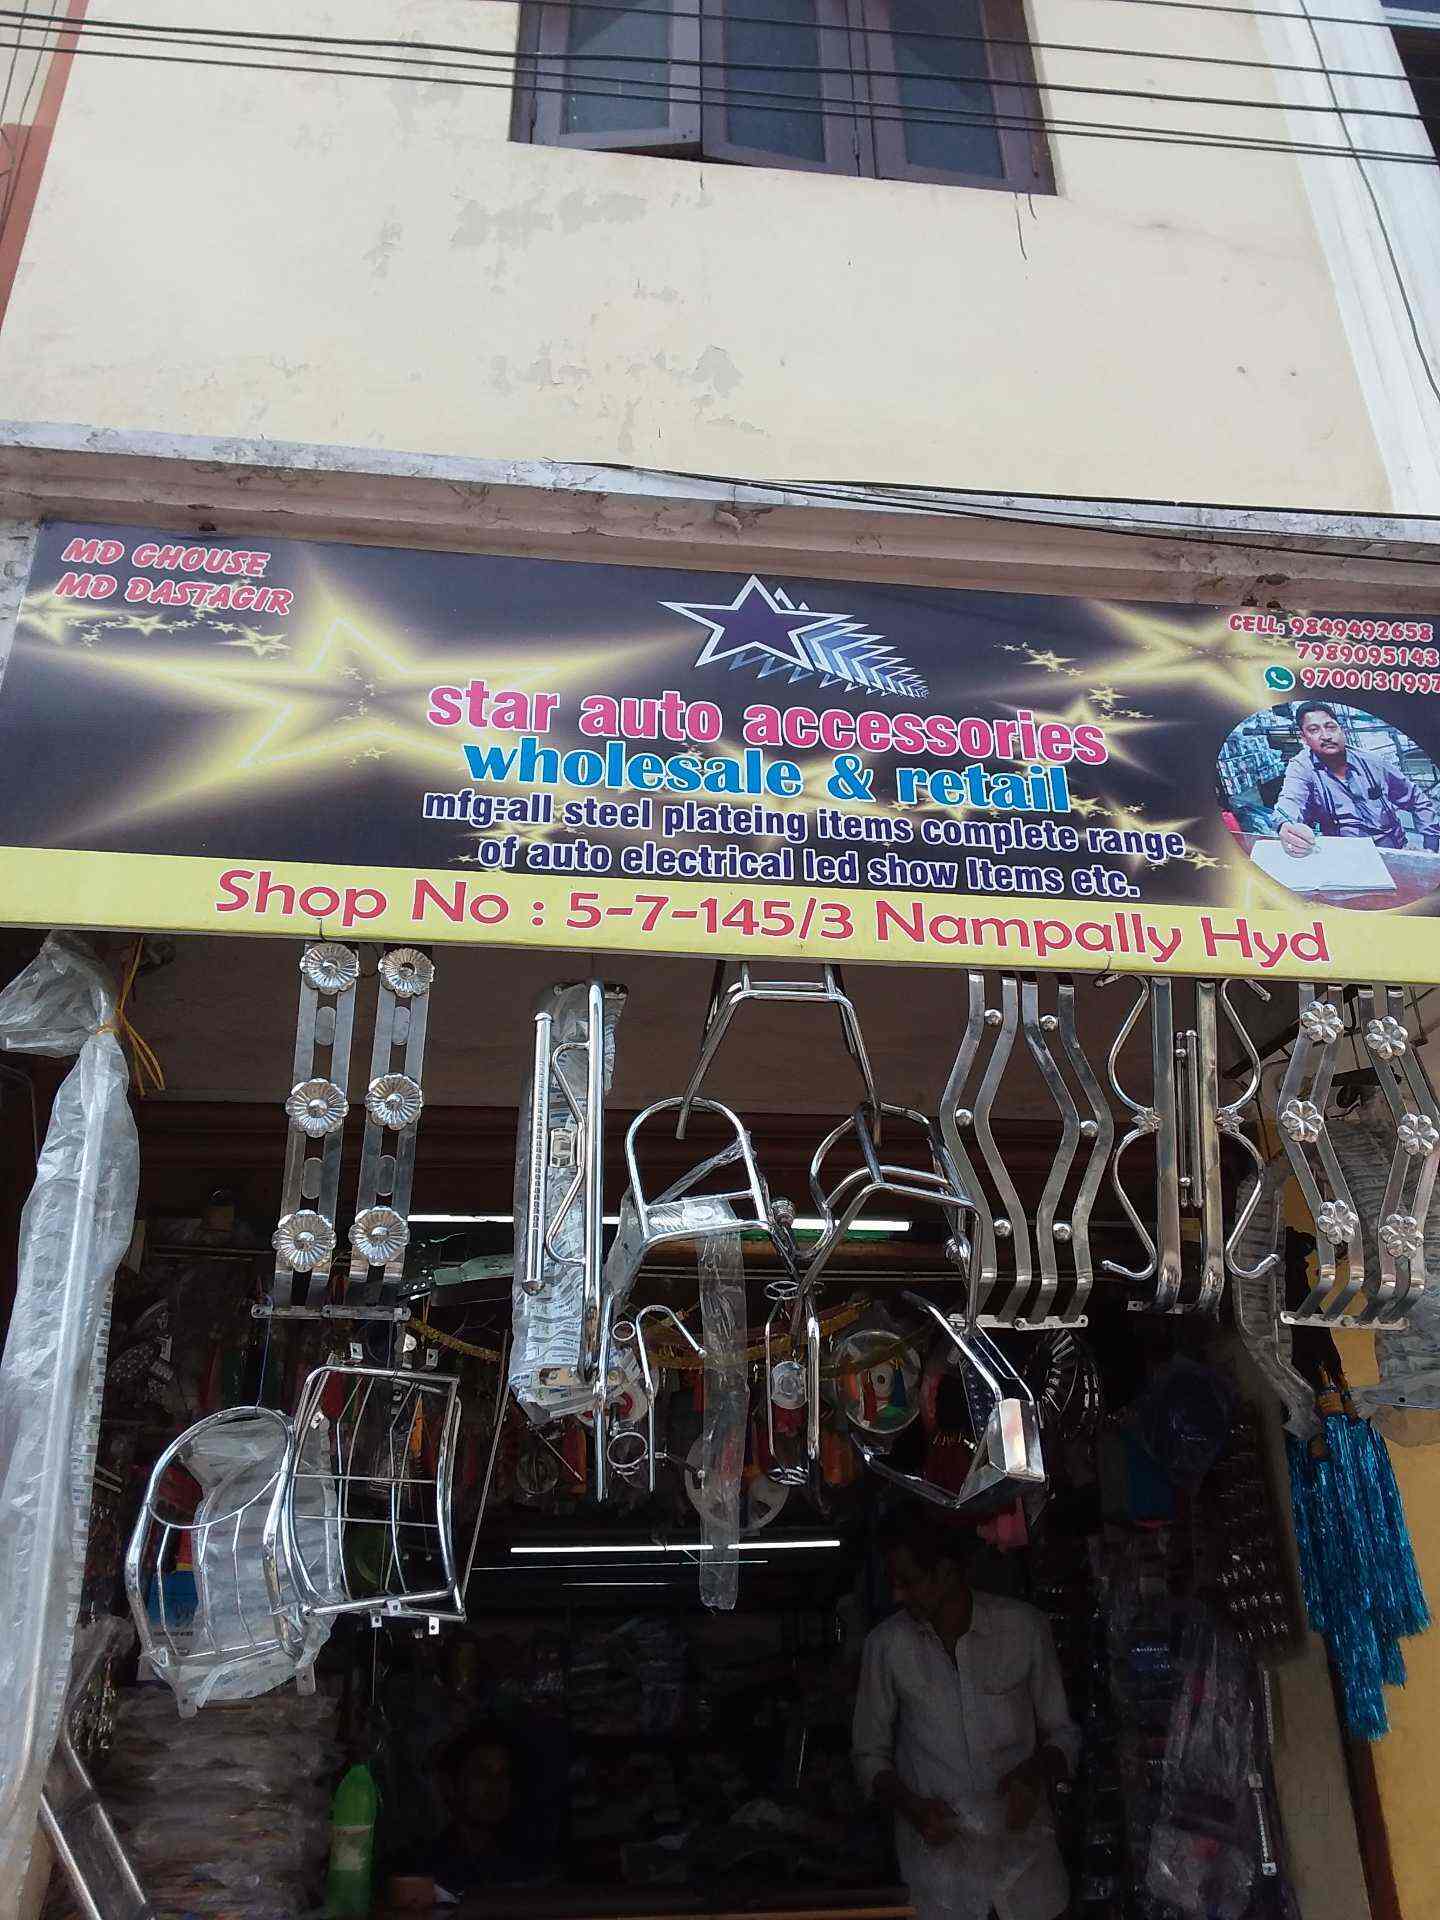 MD GHOUSE
MD DASTAGIR
CELL: 9849492658
7989095143
9700131997
star auto accessories
wholesale & retail
mfg:all steel plateing items complete range
of auto electrical led show Items etc.
Shop No : 5-7-145/3 Nampally Hyd